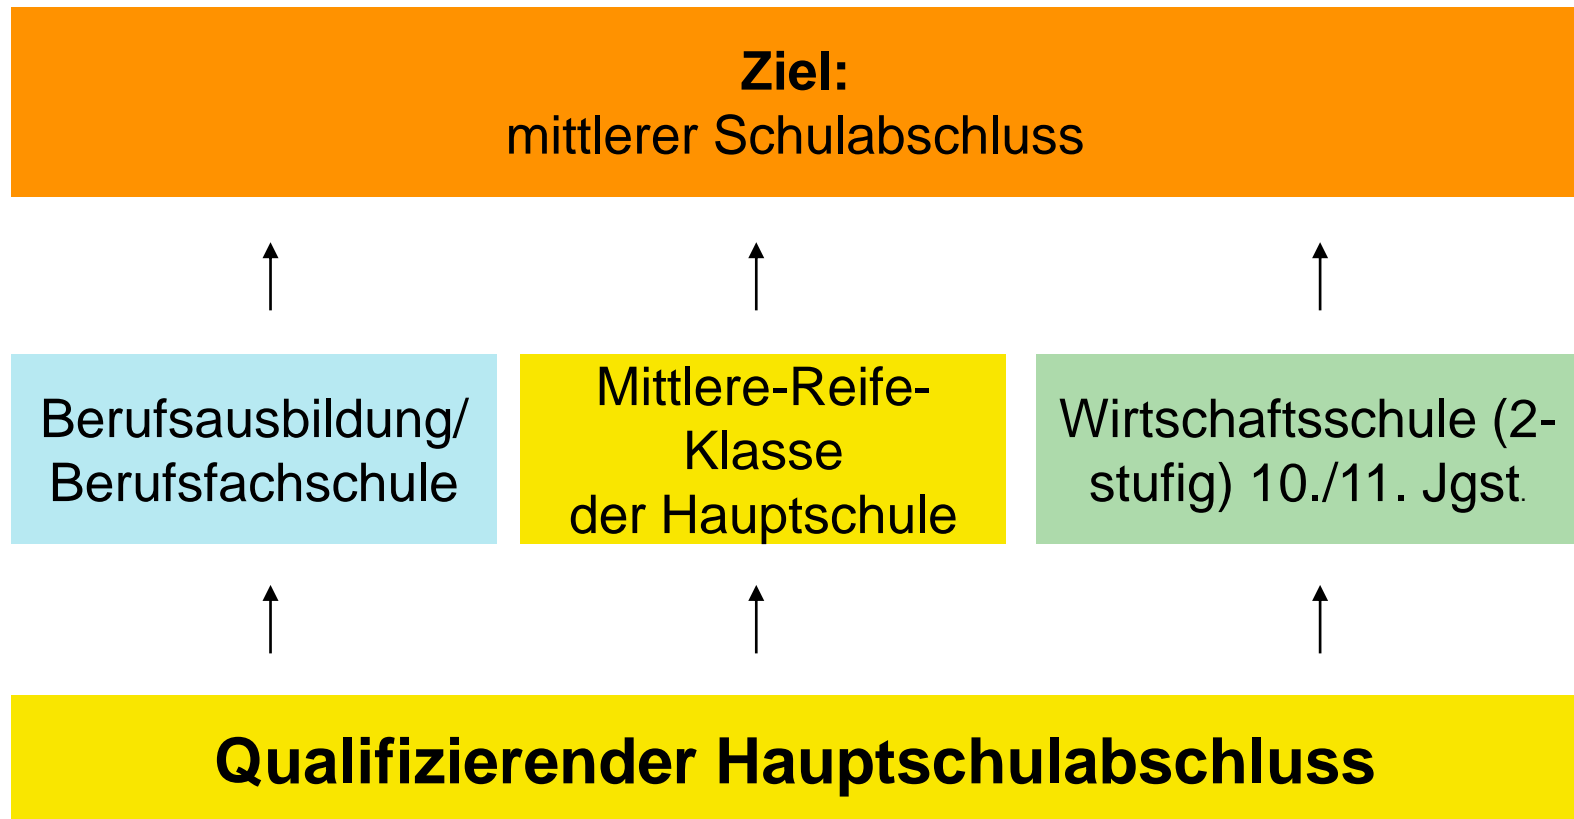 Ziel:
mittlerer Schulabschluss
Berufsausbildung/
Berufsfachschule
Mittlere-Reife-
Klasse
der Hauptschule
Wirtschaftsschule (2-
stufig) 10./11. Jgst.
Qualifizierender Hauptschulabschluss